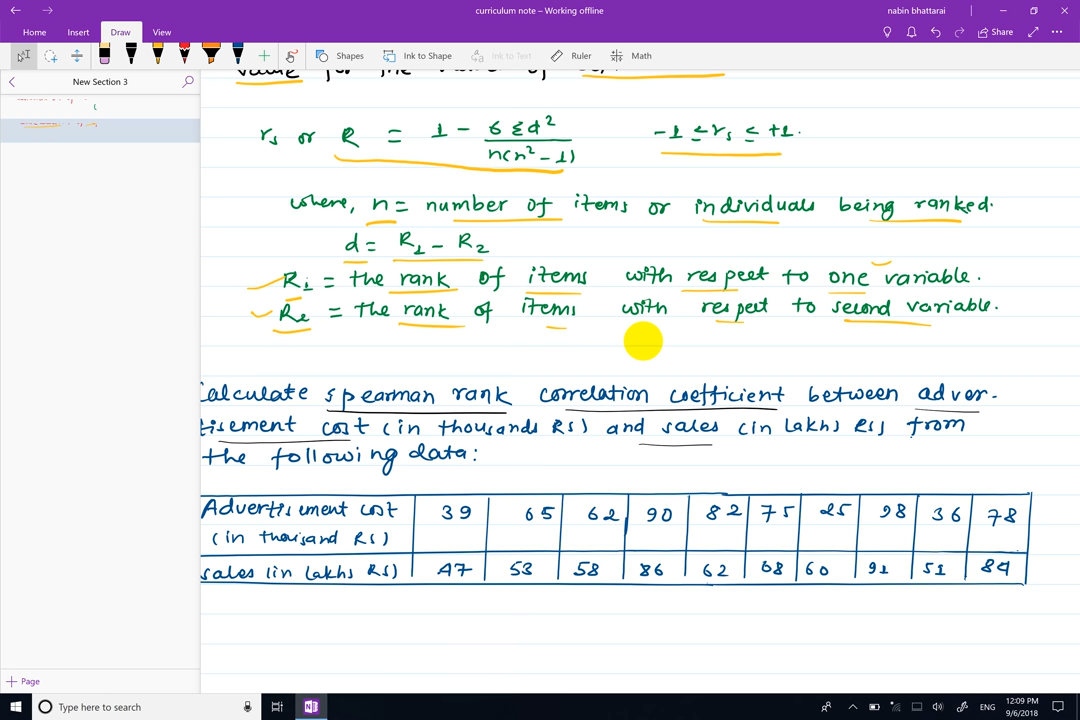 curriculum note – Working offline
nabin bhattarai
Home Insert Draw View
Share
Shapes Ink to Shape Ink to Text Ruler Math
New Section 3
value for the
rs or R = 1 - 6 Σd² / n(n² - 1) -1 ≤ rs ≤ +1.
where, n = number of items or individuals being ranked.
d = R1 - R2
R1 = the rank of items with respect to one variable.
R2 = the rank of items with respect to second variable.
Calculate spearman rank correlation coefficient between adver-
tisement cost (in thousands RS) and sales (in Lakhs RS) from
the following data:
Advertisement cost 39 65 62 90 82 75 25 98 36 78
(in thousand RS)
sales (in Lakhs RS) 47 53 58 86 62 68 60 91 51 84
+ Page
Type here to search
ENG
12:09 PM
9/6/2018